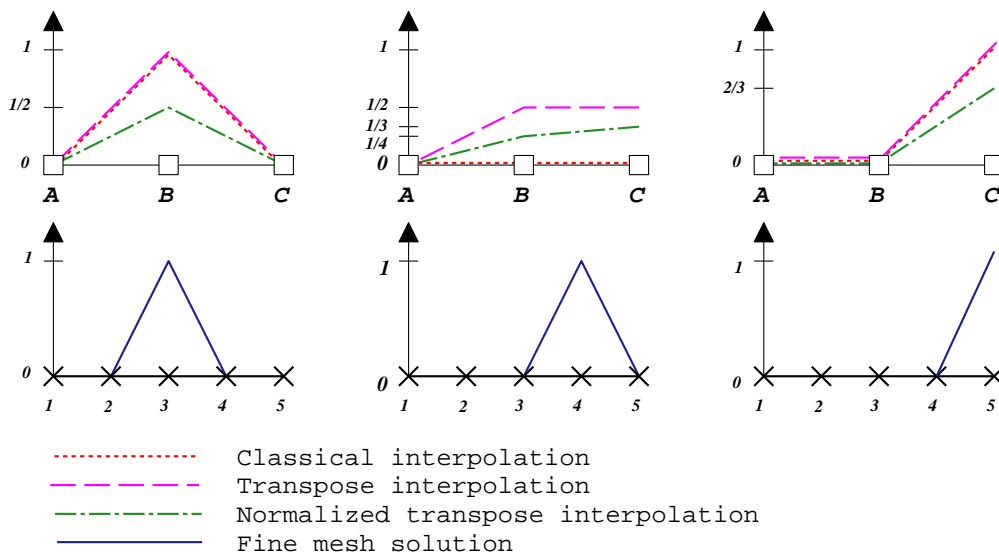 1
1/2
0
A B C
1
1/2
1/3
1/4
0
A B C
1
2/3
0
A B C
1
0
1 2 3 4 5
1
0
1 2 3 4 5
1
0
1 2 3 4 5
Classical interpolation
Transpose interpolation
Normalized transpose interpolation
Fine mesh solution